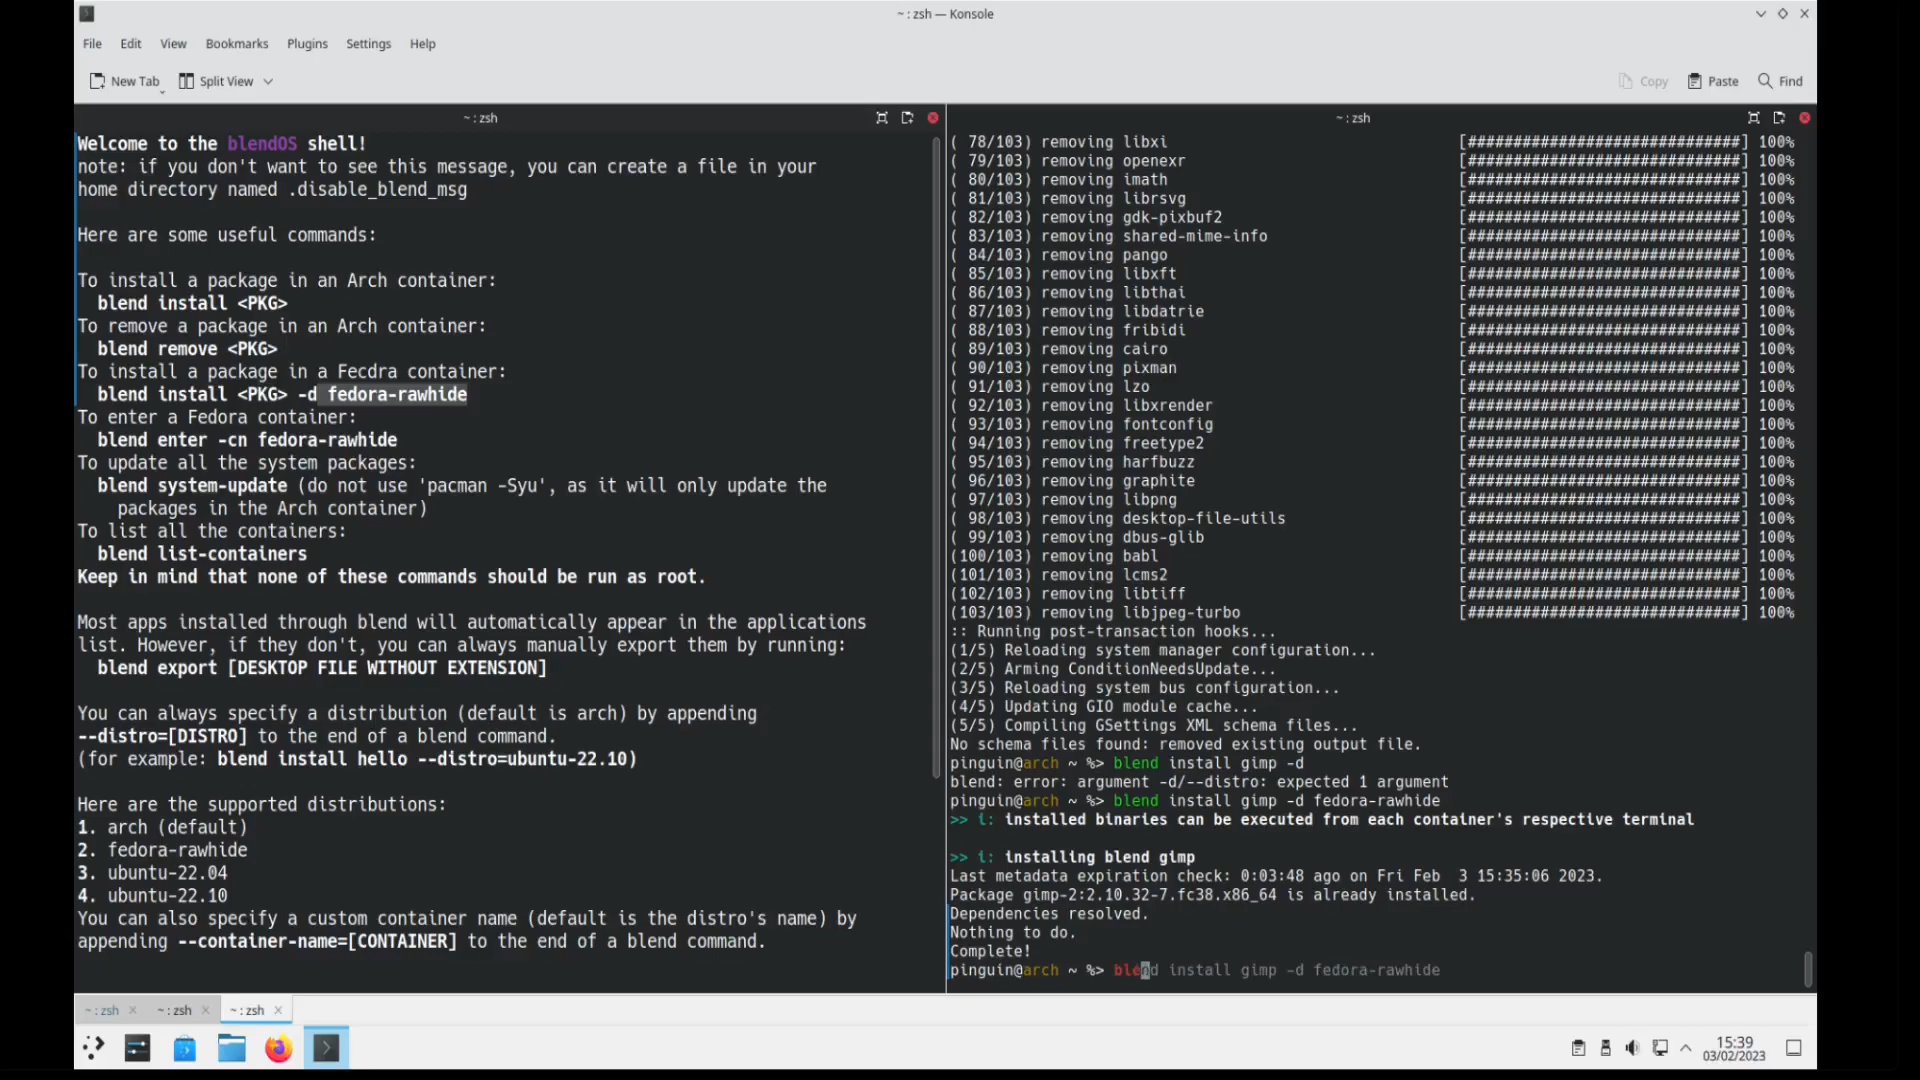 ~ : zsh — Konsole
File Edit View Bookmarks Plugins Settings Help
New Tab Split View Copy Paste Find
~ : zsh
Welcome to the blendOS shell!
note: if you don't want to see this message, you can create a file in your
home directory named .disable_blend_msg
Here are some useful commands:
To install a package in an Arch container:
blend install <PKG>
To remove a package in an Arch container:
blend remove <PKG>
To install a package in a Fecdra container:
blend install <PKG> -d fedora-rawhide
To enter a Fedora container:
blend enter -cn fedora-rawhide
To update all the system packages:
blend system-update (do not use 'pacman -Syu', as it will only update the
packages in the Arch container)
To list all the containers:
blend list-containers
Keep in mind that none of these commands should be run as root.
Most apps installed through blend will automatically appear in the applications
list. However, if they don't, you can always manually export them by running:
blend export [DESKTOP FILE WITHOUT EXTENSION]
You can always specify a distribution (default is arch) by appending
--distro=[DISTRO] to the end of a blend command.
(for example: blend install hello --distro=ubuntu-22.10)
Here are the supported distributions:
1. arch (default)
2. fedora-rawhide
3. ubuntu-22.04
4. ubuntu-22.10
You can also specify a custom container name (default is the distro's name) by
appending --container-name=[CONTAINER] to the end of a blend command.
~ : zsh
( 78/103) removing libxi [##############################] 100%
( 79/103) removing openexr [##############################] 100%
( 80/103) removing imath [##############################] 100%
( 81/103) removing librsvg [##############################] 100%
( 82/103) removing gdk-pixbuf2 [##############################] 100%
( 83/103) removing shared-mime-info [##############################] 100%
( 84/103) removing pango [##############################] 100%
( 85/103) removing libxft [##############################] 100%
( 86/103) removing libthai [##############################] 100%
( 87/103) removing libdatrie [##############################] 100%
( 88/103) removing fribidi [##############################] 100%
( 89/103) removing cairo [##############################] 100%
( 90/103) removing pixman [##############################] 100%
( 91/103) removing lzo [##############################] 100%
( 92/103) removing libxrender [##############################] 100%
( 93/103) removing fontconfig [##############################] 100%
( 94/103) removing freetype2 [##############################] 100%
( 95/103) removing harfbuzz [##############################] 100%
( 96/103) removing graphite [##############################] 100%
( 97/103) removing libpng [##############################] 100%
( 98/103) removing desktop-file-utils [##############################] 100%
( 99/103) removing dbus-glib [##############################] 100%
(100/103) removing babl [##############################] 100%
(101/103) removing lcms2 [##############################] 100%
(102/103) removing libtiff [##############################] 100%
(103/103) removing libjpeg-turbo [##############################] 100%
:: Running post-transaction hooks...
(1/5) Reloading system manager configuration...
(2/5) Arming ConditionNeedsUpdate...
(3/5) Reloading system bus configuration...
(4/5) Updating GIO module cache...
(5/5) Compiling GSettings XML schema files...
No schema files found: removed existing output file.
pinguin@arch ~ %> blend install gimp -d
blend: error: argument -d/--distro: expected 1 argument
pinguin@arch ~ %> blend install gimp -d fedora-rawhide
>> i: installed binaries can be executed from each container's respective terminal
>> i: installing blend gimp
Last metadata expiration check: 0:03:48 ago on Fri Feb  3 15:35:06 2023.
Package gimp-2:2.10.32-7.fc38.x86_64 is already installed.
Dependencies resolved.
Nothing to do.
Complete!
pinguin@arch ~ %> blend install gimp -d fedora-rawhide
~ : zsh ~ : zsh ~ : zsh
15:39
03/02/2023